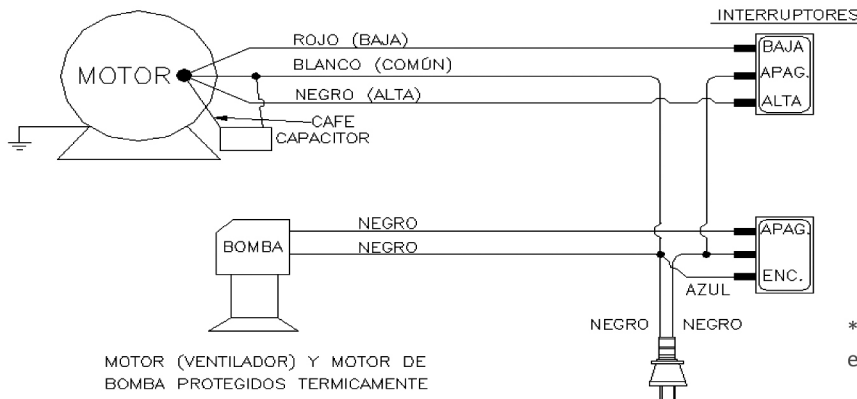 INTERRUPTORES
ROJO (BAJA)
BLANCO (COMÚN)
NEGRO (ALTA)
MOTOR
CAFE
CAPACITOR
BAJA
APAG.
ALTA
NEGRO
NEGRO
BOMBA
APAG.
ENC.
AZUL
NEGRO
NEGRO
MOTOR (VENTILADOR) Y MOTOR DE
BOMBA PROTEGIDOS TERMICAMENTE
*
e